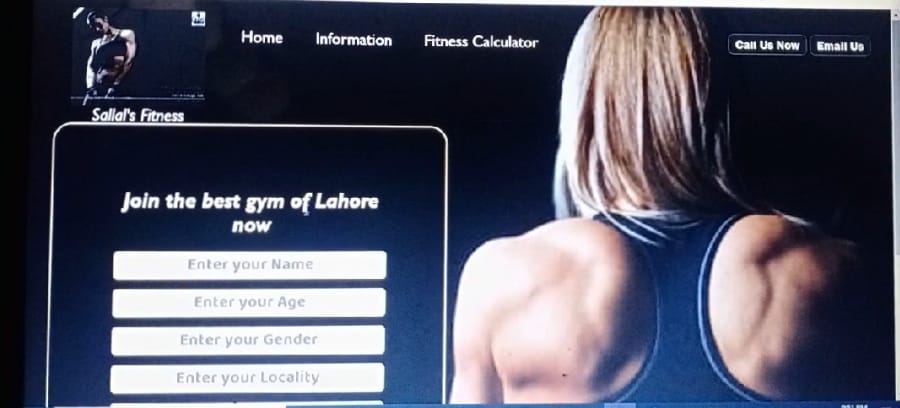 Home
Information
Fitness Calculator
Call Us Now
Email Us
Sallal's Fitness
Join the best gym of Lahore
now
Enter your Name
Enter your Age
Enter your Gender
Enter your Locality